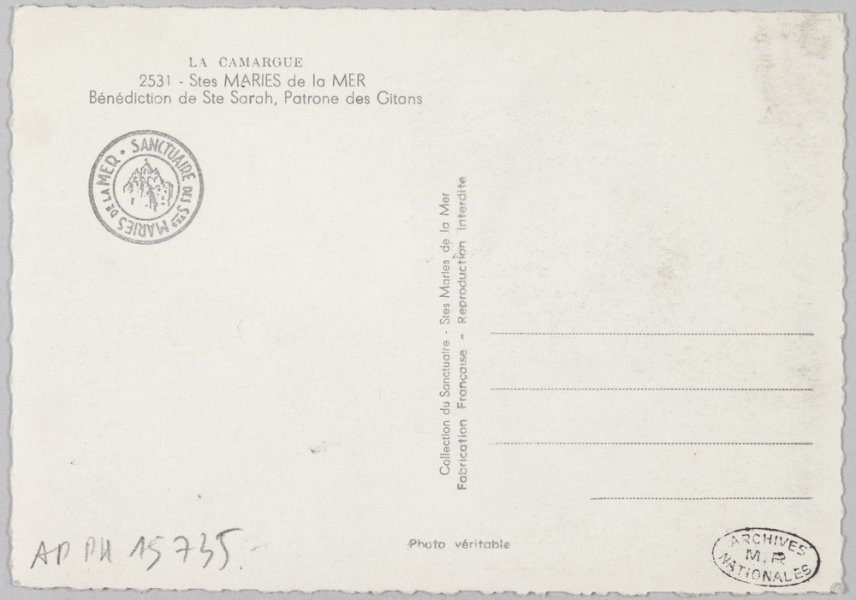 LA CAMARGUE
2531 - Stes MARIES de la MER
Bénédiction de Ste Sarah, Patrone des Gitans
SANCTUAIRE DES Stes MARIES DE LA MER
Collection du Sanctuaire - Stes Maries de la Mer
Fabrication Française - Reproduction Interdite
Photo véritable
AP PH 15735
ARCHIVES
NATIONALES